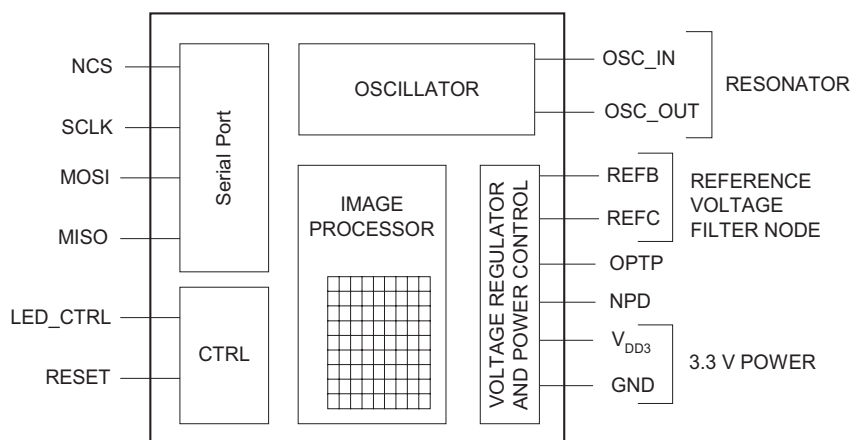 NCS
SCLK
MOSI
MISO
LED_CTRL
RESET
Serial Port
CTRL
OSCILLATOR
IMAGE
PROCESSOR
VOLTAGE REGULATOR
AND POWER CONTROL
OSC_IN
OSC_OUT
RESONATOR
REFB
REFC
REFERENCE
VOLTAGE
FILTER NODE
OPTP
NPD
VDD3
GND
3.3 V POWER